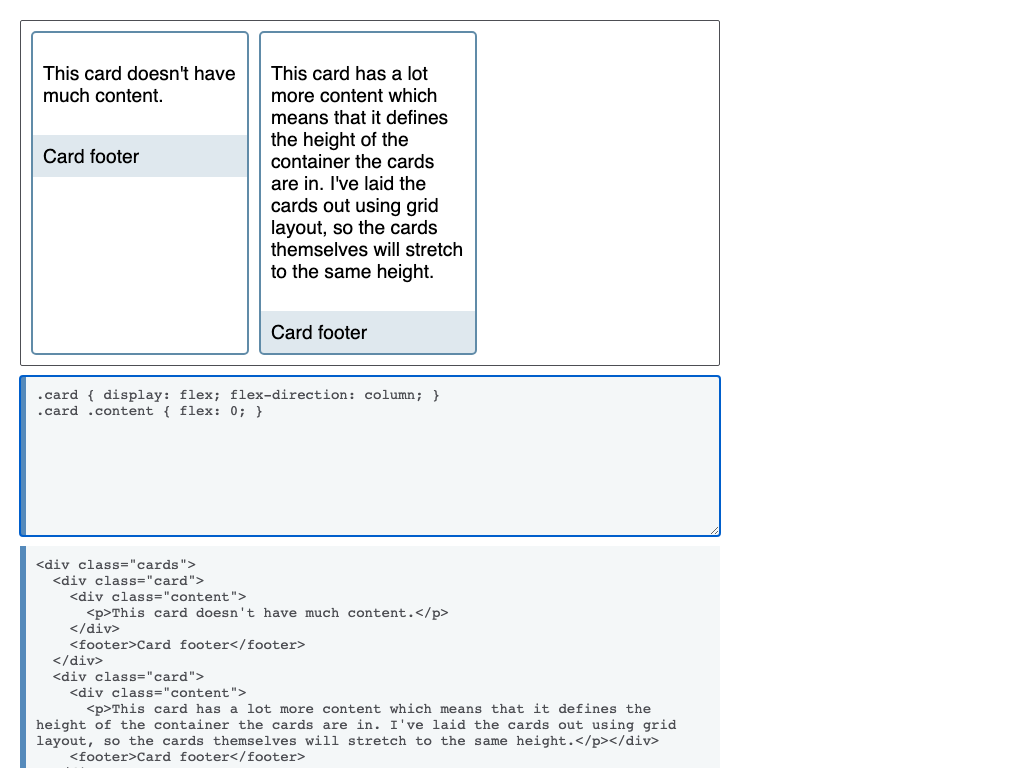 This card doesn't have
much content.
Card footer
This card has a lot
more content which
means that it defines
the height of the
container the cards
are in. I've laid the
cards out using grid
layout, so the cards
themselves will stretch
to the same height.
Card footer
.card { display: flex; flex-direction: column; }
.card .content { flex: 0; }
<div class="cards">
  <div class="card">
    <div class="content">
      <p>This card doesn't have much content.</p>
    </div>
    <footer>Card footer</footer>
  </div>
  <div class="card">
    <div class="content">
      <p>This card has a lot more content which means that it defines the
height of the container the cards are in. I've laid the cards out using grid
layout, so the cards themselves will stretch to the same height.</p></div>
    <footer>Card footer</footer>